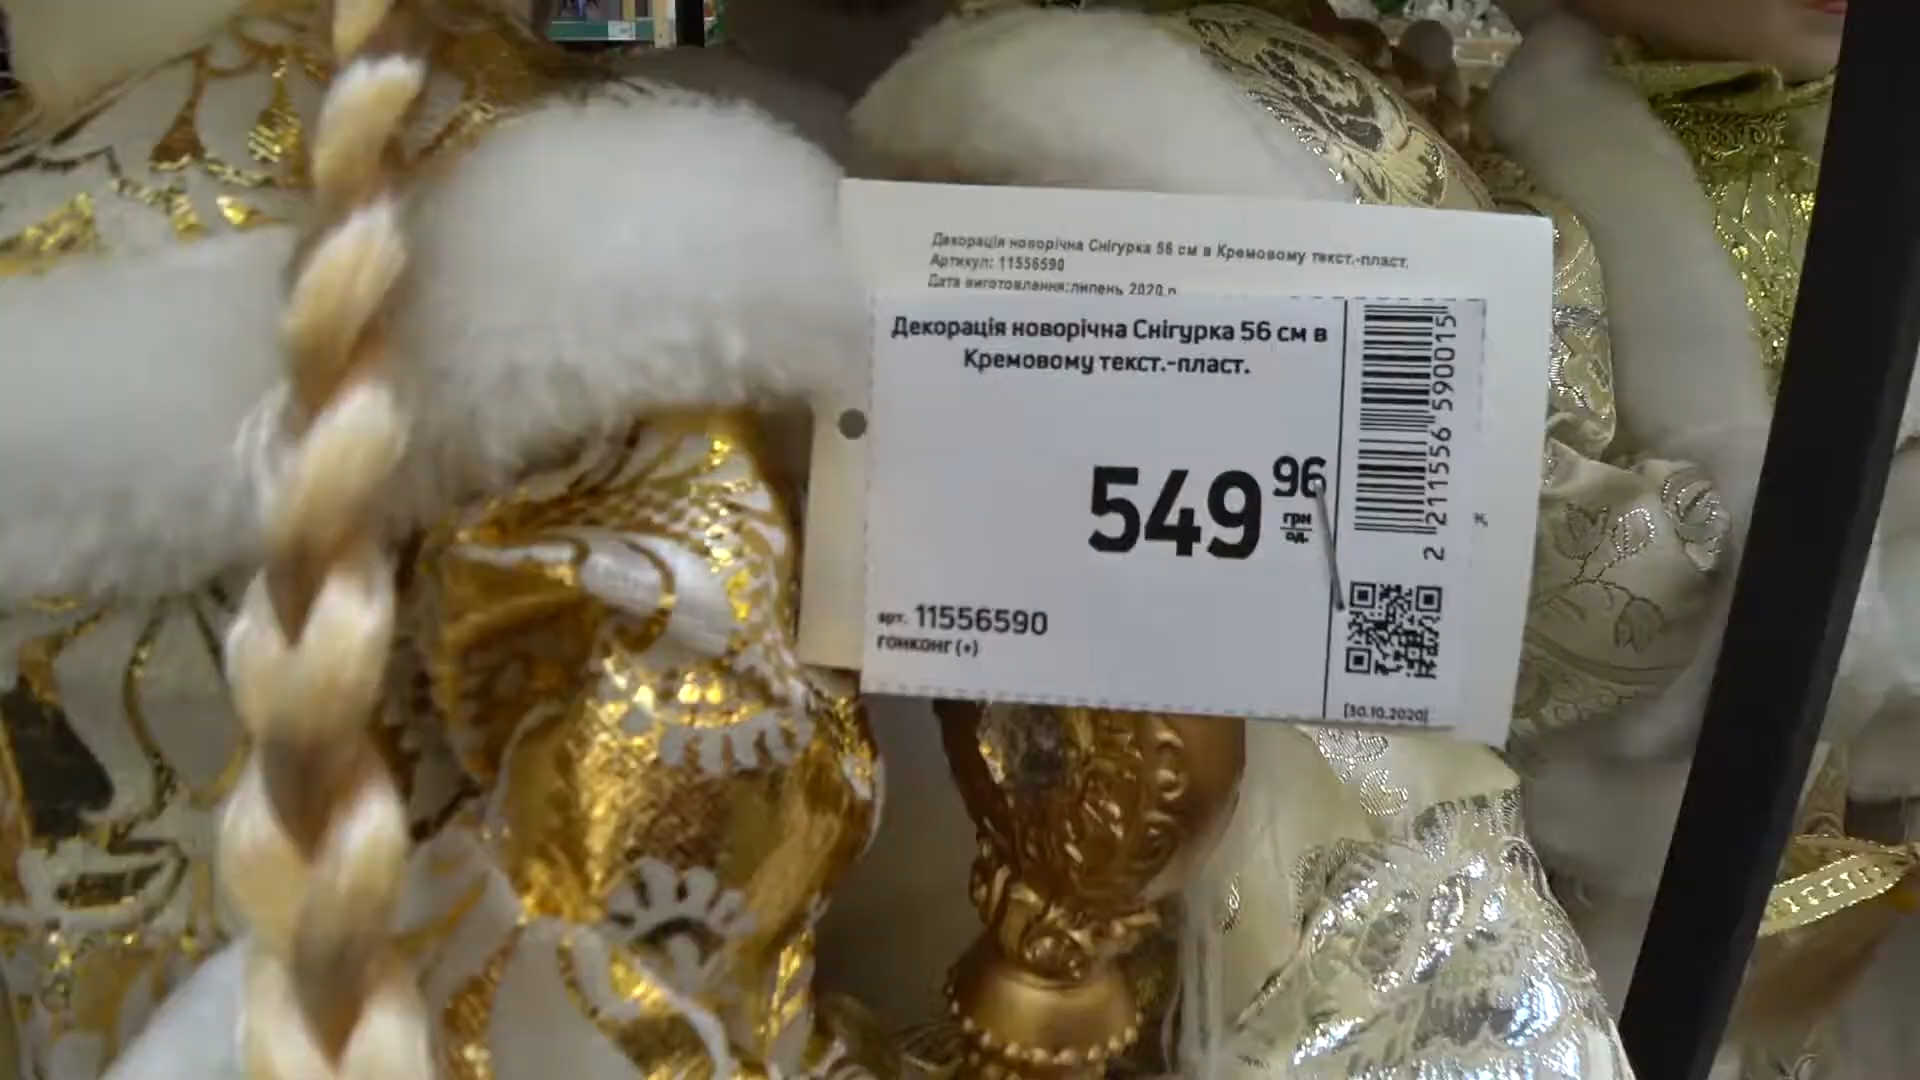 Декорація новорічна Снігурка 56 см в Кремовому текст.-пласт.
Артикул: 11556590
Дата виготовлення:липень 2020 р
Декорація новорічна Снігурка 56 см в
Кремовому текст.-пласт.
549 96
грн
од.
арт. 11556590
гонконг (+)
2 211556 590015
[30.10.2020]